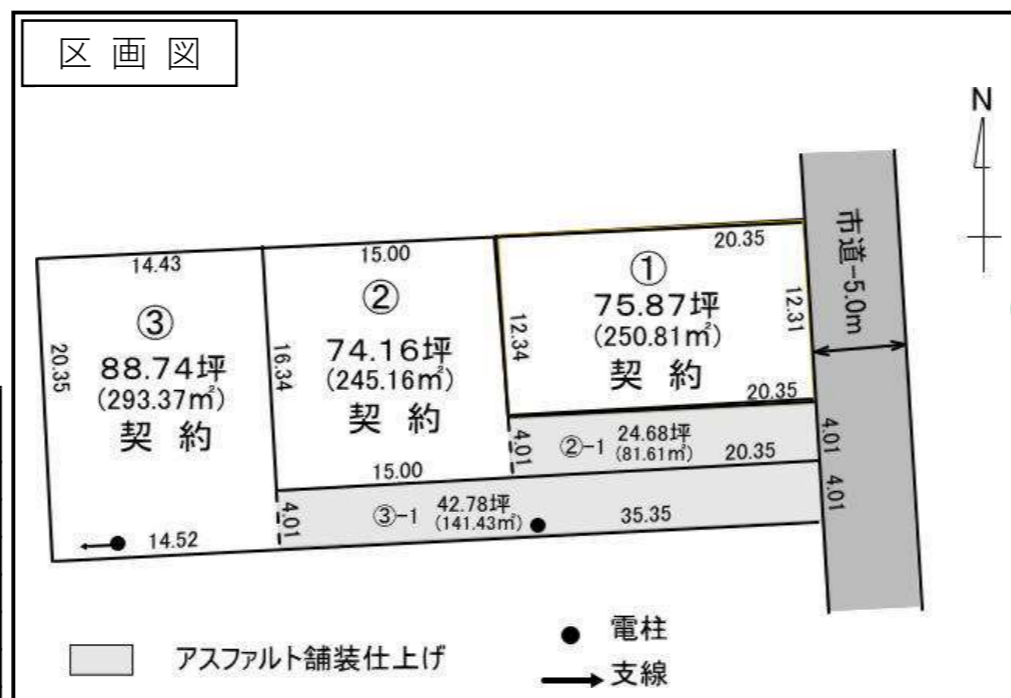 区画図
N
市道-5.0m
14.43
③
88.74坪
(293.37㎡)
契約
20.35
14.52
15.00
②
74.16坪
(245.16㎡)
契約
16.34
15.00
20.35
①
75.87坪
(250.81㎡)
契約
12.34
12.31
20.35
4.01
②-1 24.68坪
(81.61㎡)
20.35
4.01
4.01
③-1 42.78坪
(141.43㎡)
35.35
4.01
アスファルト舗装仕上げ
電柱
支線